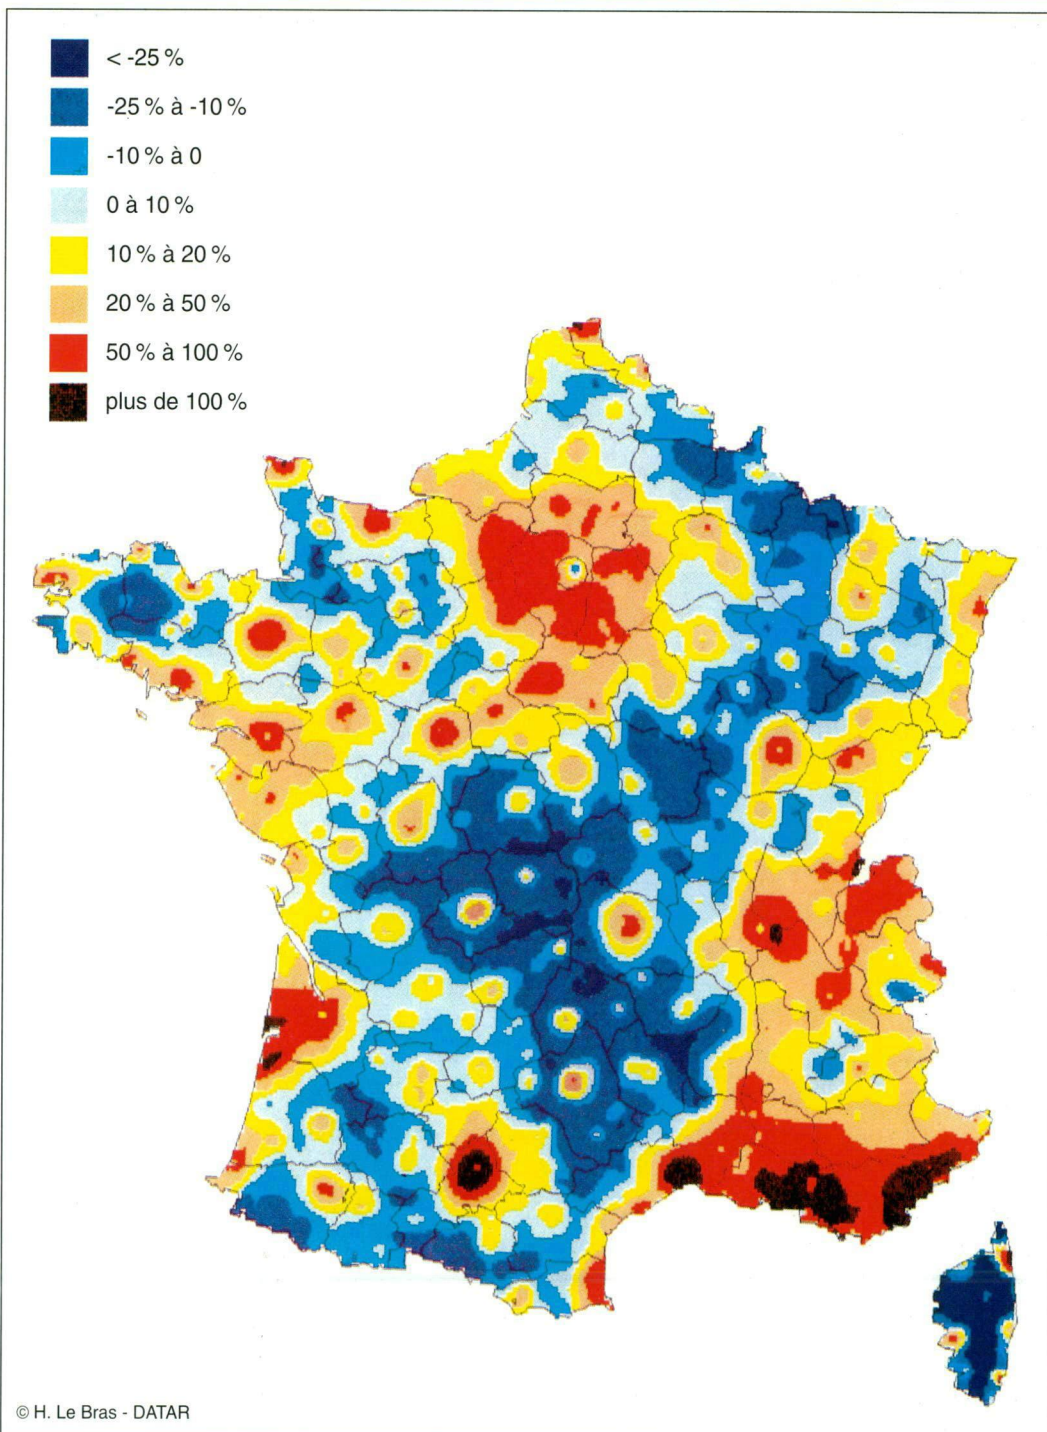 < -25 %
-25 % à -10 %
-10 % à 0
0 à 10 %
10 % à 20 %
20 % à 50 %
50 % à 100 %
plus de 100 %
© H. Le Bras - DATAR